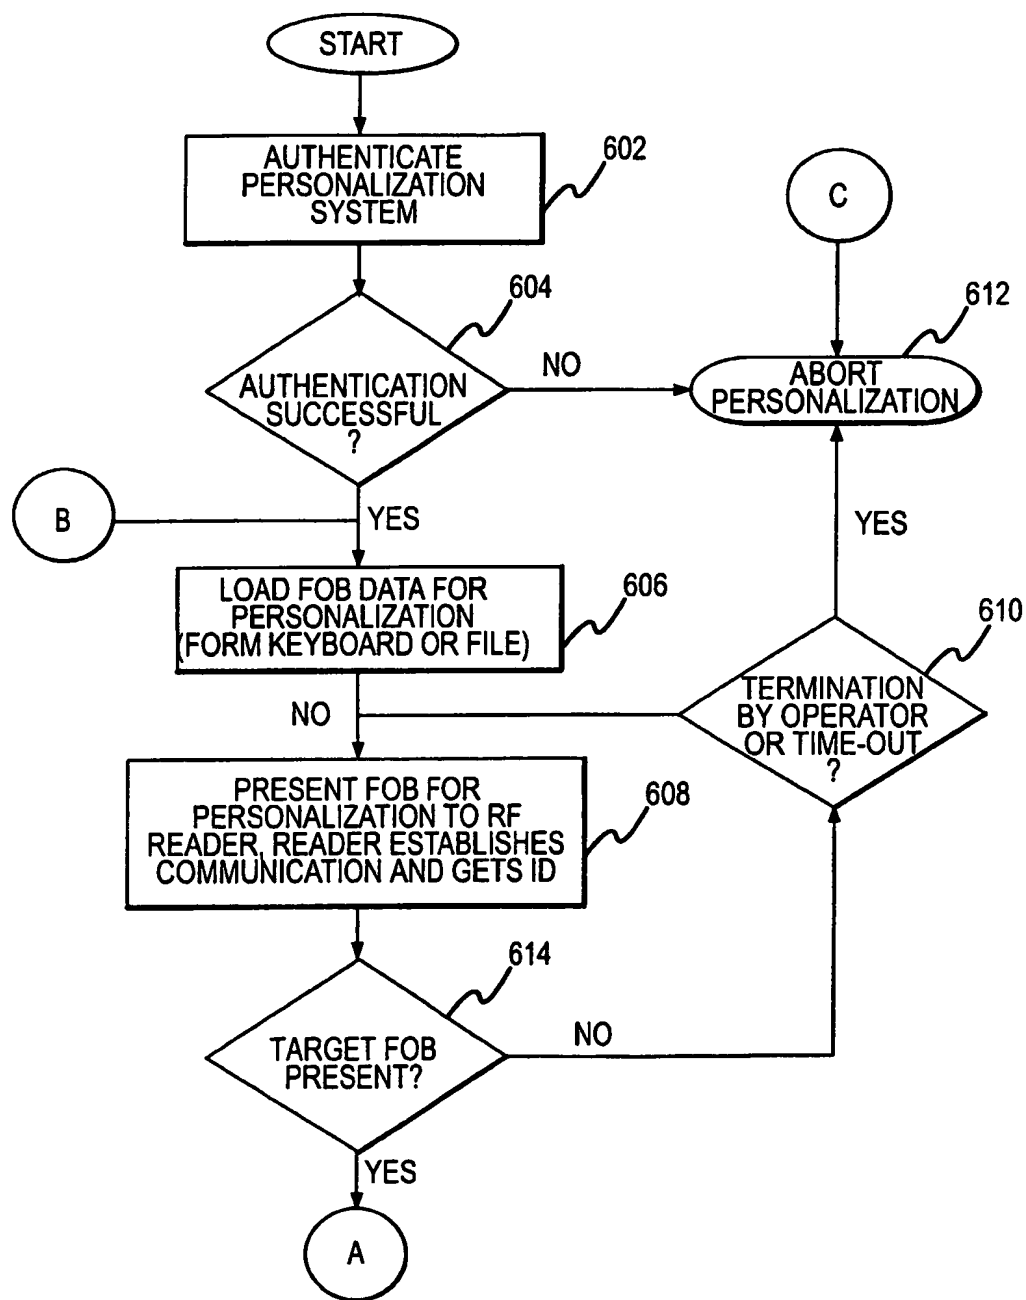 START
AUTHENTICATE
PERSONALIZATION
SYSTEM
602
C
604
612
AUTHENTICATION
SUCCESSFUL
?
NO
ABORT
PERSONALIZATION
B
YES
YES
LOAD FOB DATA FOR
PERSONALIZATION
(FORM KEYBOARD OR FILE)
606
610
NO
TERMINATION
BY OPERATOR
OR TIME-OUT
?
PRESENT FOB FOR
PERSONALIZATION TO RF
READER, READER ESTABLISHES
COMMUNICATION AND GETS ID
608
614
TARGET FOB
PRESENT?
NO
YES
A